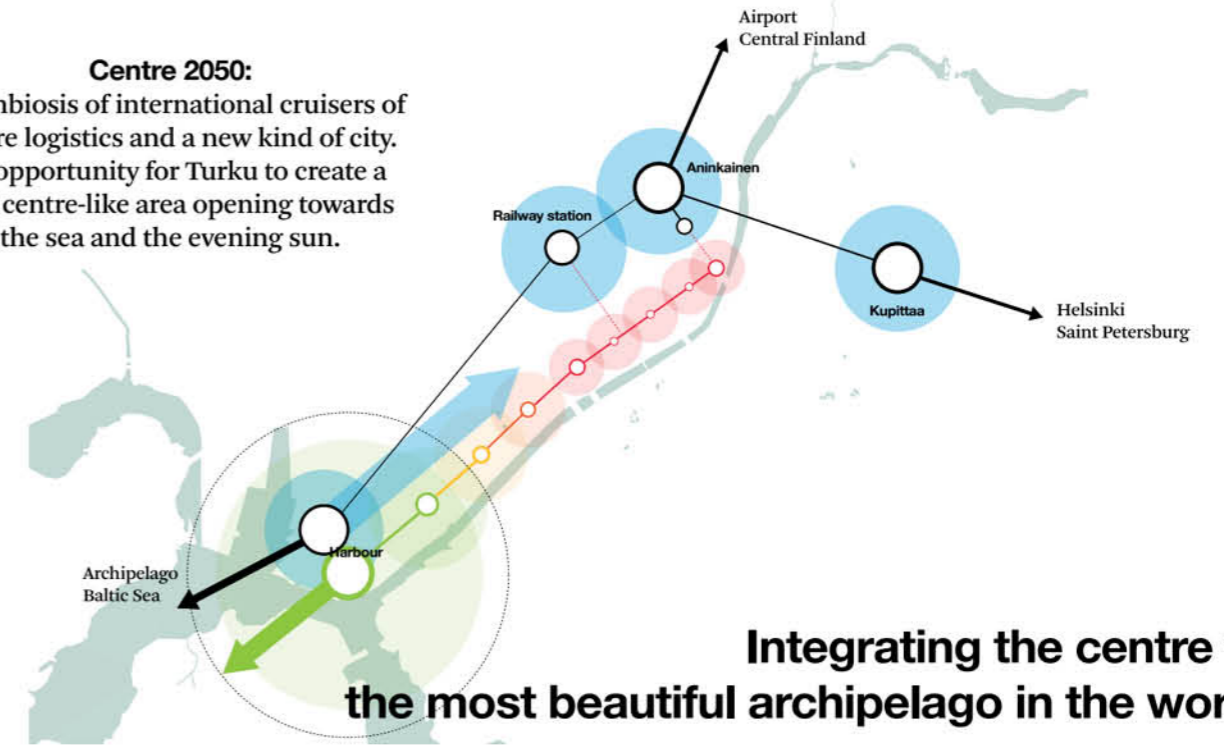 Centre 2050:
nbiosis of international cruisers of
re logistics and a new kind of city.
opportunity for Turku to create a
centre-like area opening towards
the sea and the evening sun.
Airport
Central Finland
Aninkainen
Railway station
Kupittaa
Helsinki
Saint Petersburg
Harbour
Archipelago
Baltic Sea
Integrating the centre
the most beautiful archipelago in the wor